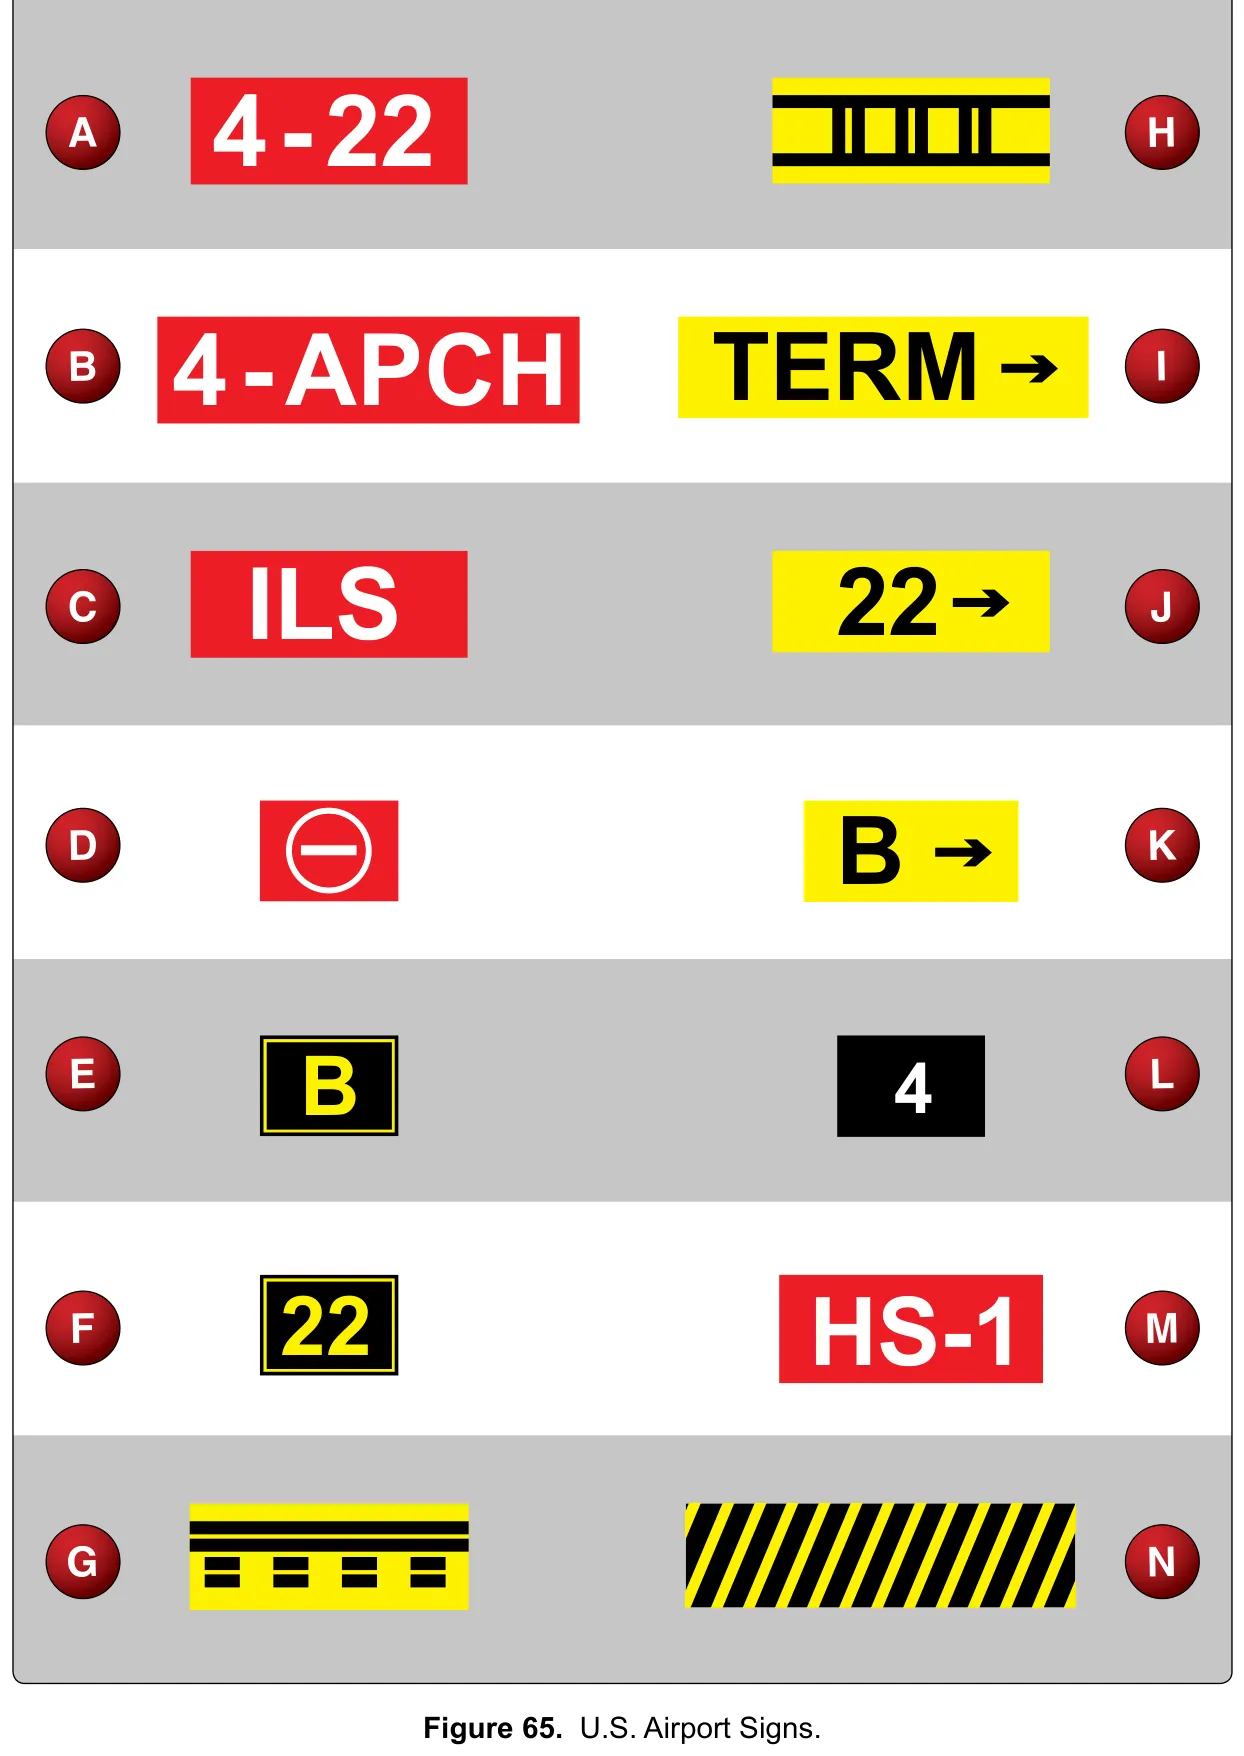 A 4-22 H
B 4-APCH TERM→ I
C ILS 22→ J
D K B→
E B 4 L
F 22 HS-1 M
G N
Figure 65. U.S. Airport Signs.